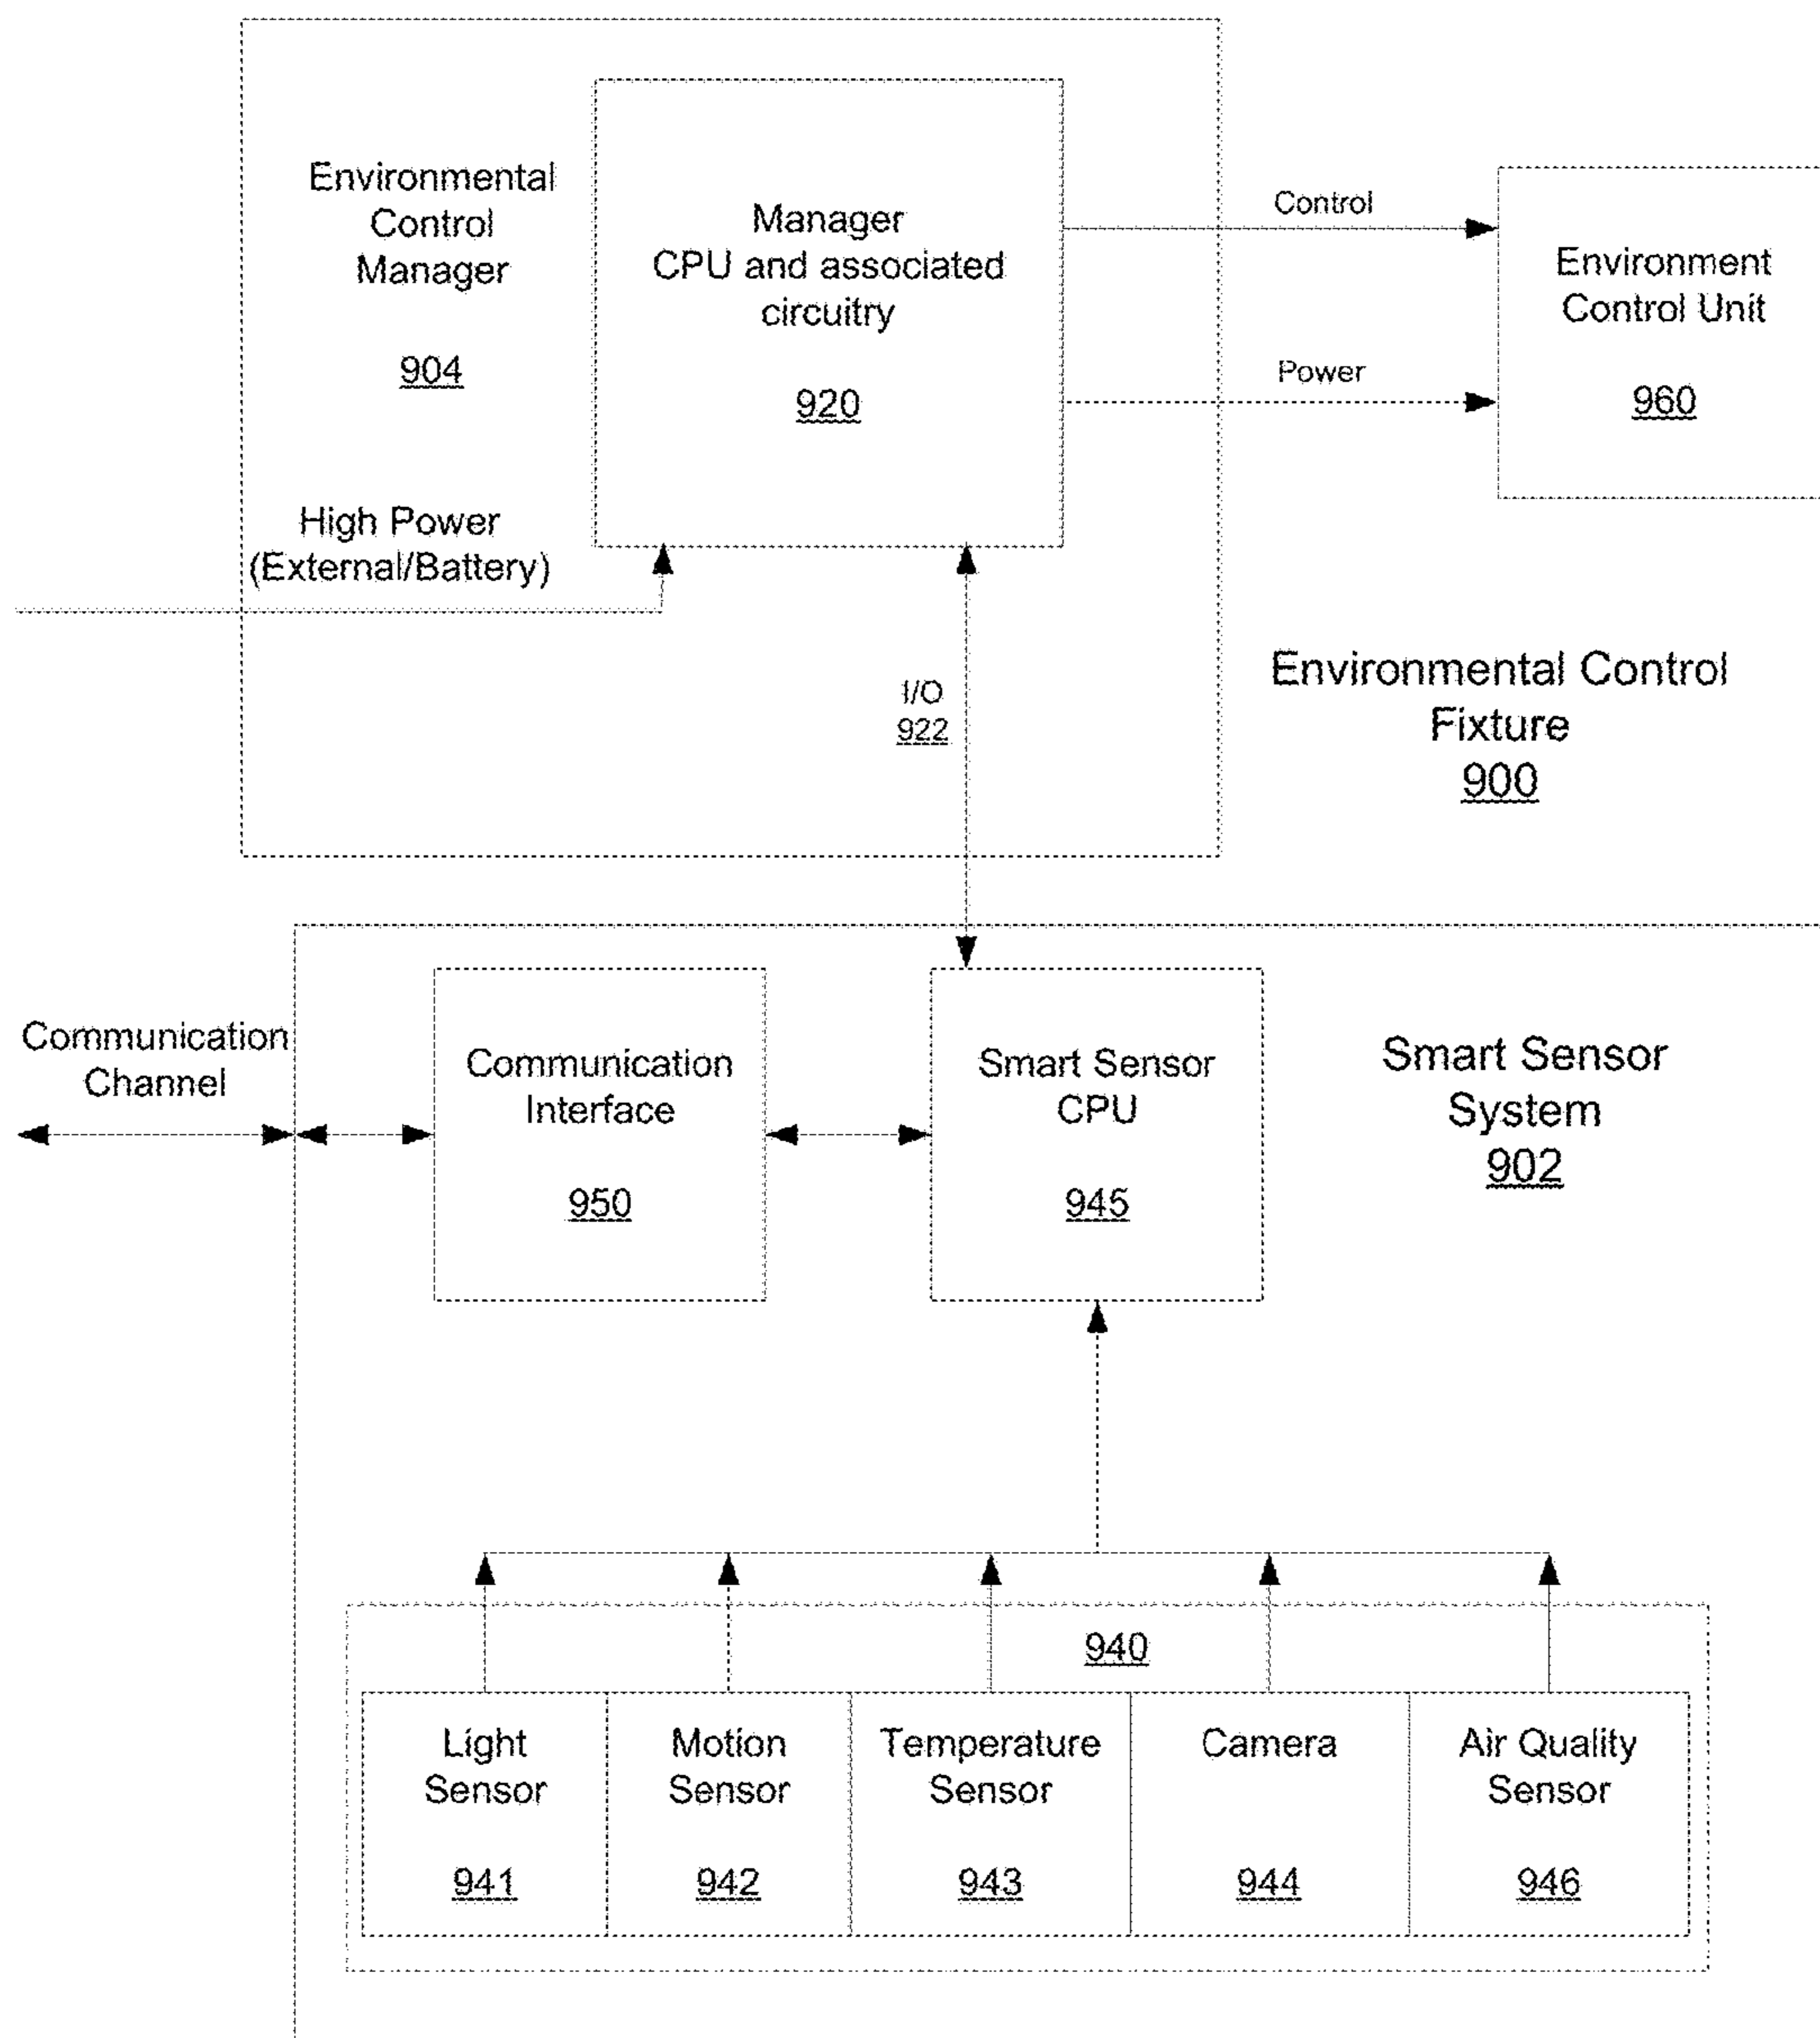 Environmental
Control
Manager
904
Manager
CPU and associated
circuitry
920
Control
Power
Environment
Control Unit
960
High Power
(External/Battery)
I/O
922
Environmental Control
Fixture
900
Communication
Channel
Communication
Interface
950
Smart Sensor
CPU
945
Smart Sensor
System
902
940
Light
Sensor
941
Motion
Sensor
942
Temperature
Sensor
943
Camera
944
Air Quality
Sensor
946